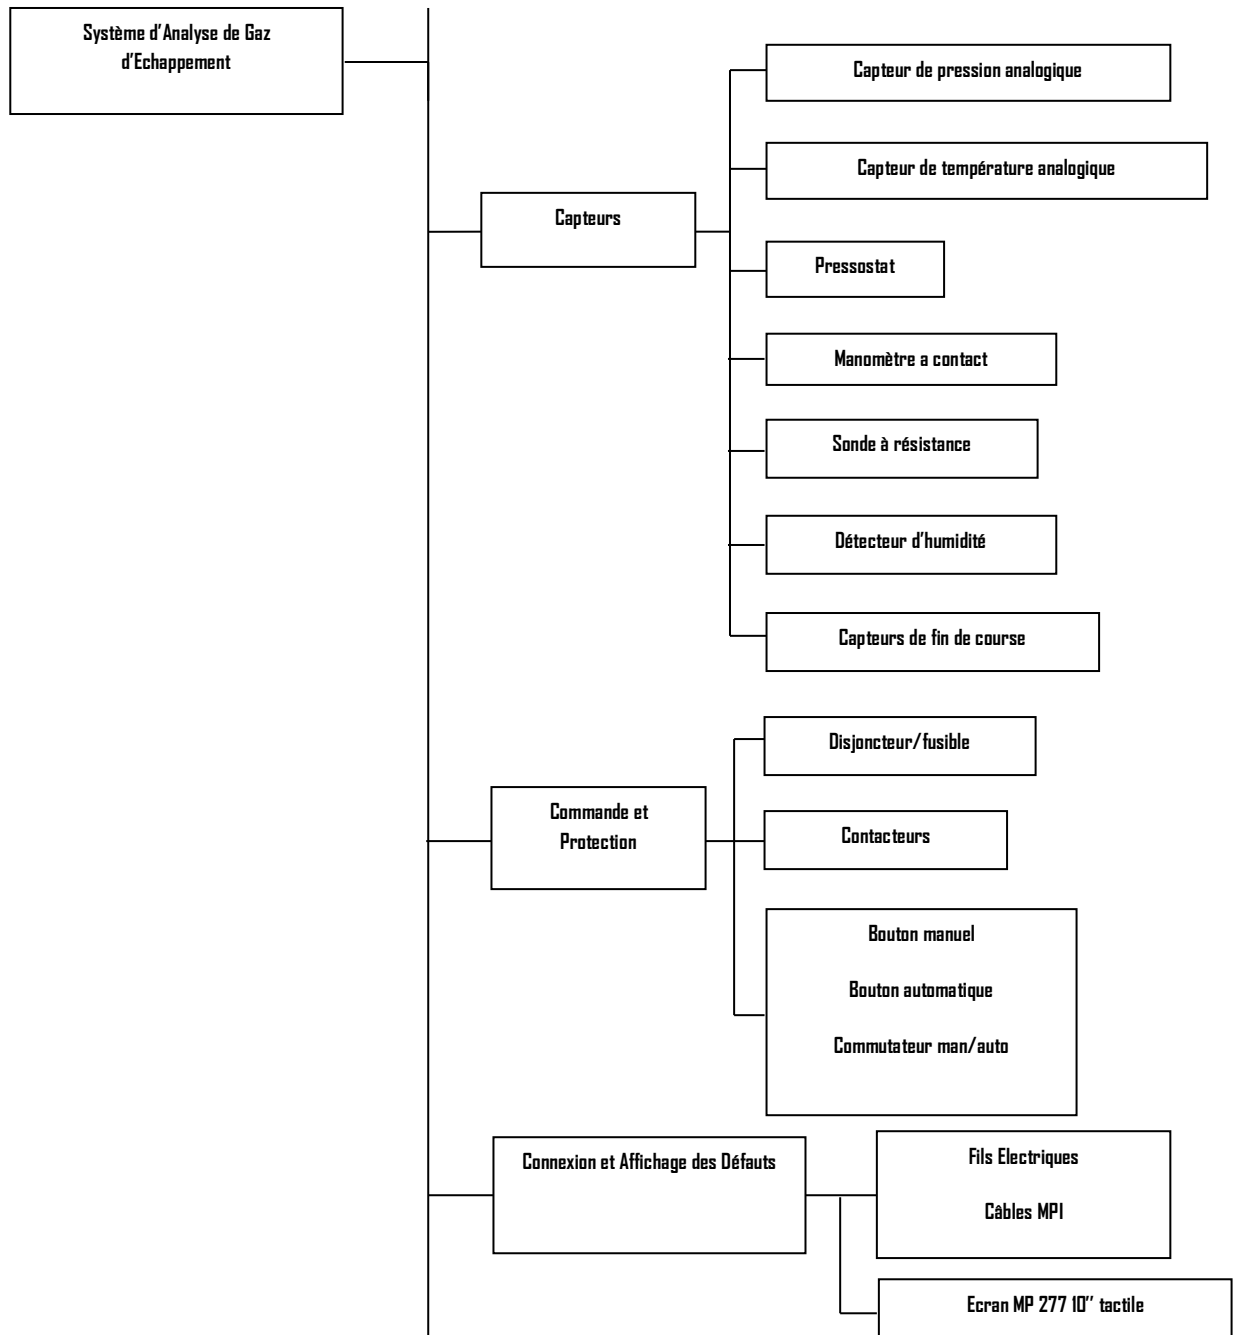 Système d'Analyse de Gaz
d'Echappement
Capteur de pression analogique
Capteur de température analogique
Capteurs
Pressostat
Manomètre a contact
Sonde à résistance
Détecteur d'humidité
Capteurs de fin de course
Disjoncteur/fusible
Commande et
Protection
Contacteurs
Bouton manuel
Bouton automatique
Commutateur man/auto
Connexion et Affichage des Défauts
Fils Electriques
Câbles MPI
Ecran MP 277 10'' tactile